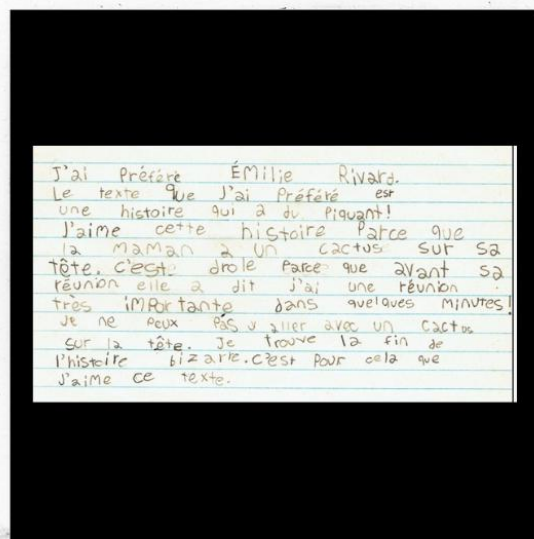 J'ai Préféré ÉMilie Rivard.
Le texte que J'ai Préféré est
une histoire qui a du Piquant!
J'aime cette histoire Parce que
la maman a un cactus sur sa
tête. c'est drole Parce que avant sa
réunion elle a dit j'ai une réunion
très iMPortante dans quelques minutes!
Je ne peux pas y aller avec un cactus
sur la tête. Je trouve la fin de
l'histoire bizarre. c'est Pour cela que
J'aime ce texte.